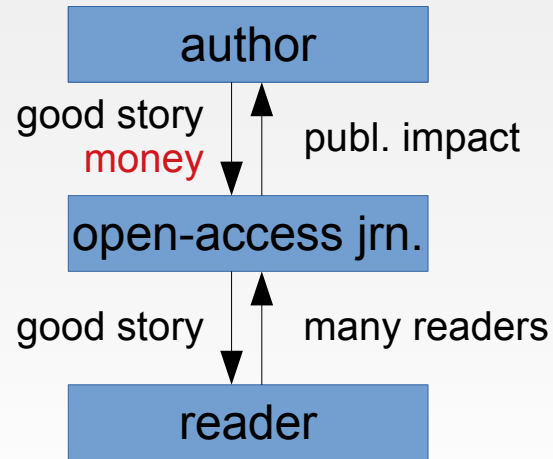 author
good story
money
publ. impact
open-access jrn.
good story
many readers
reader